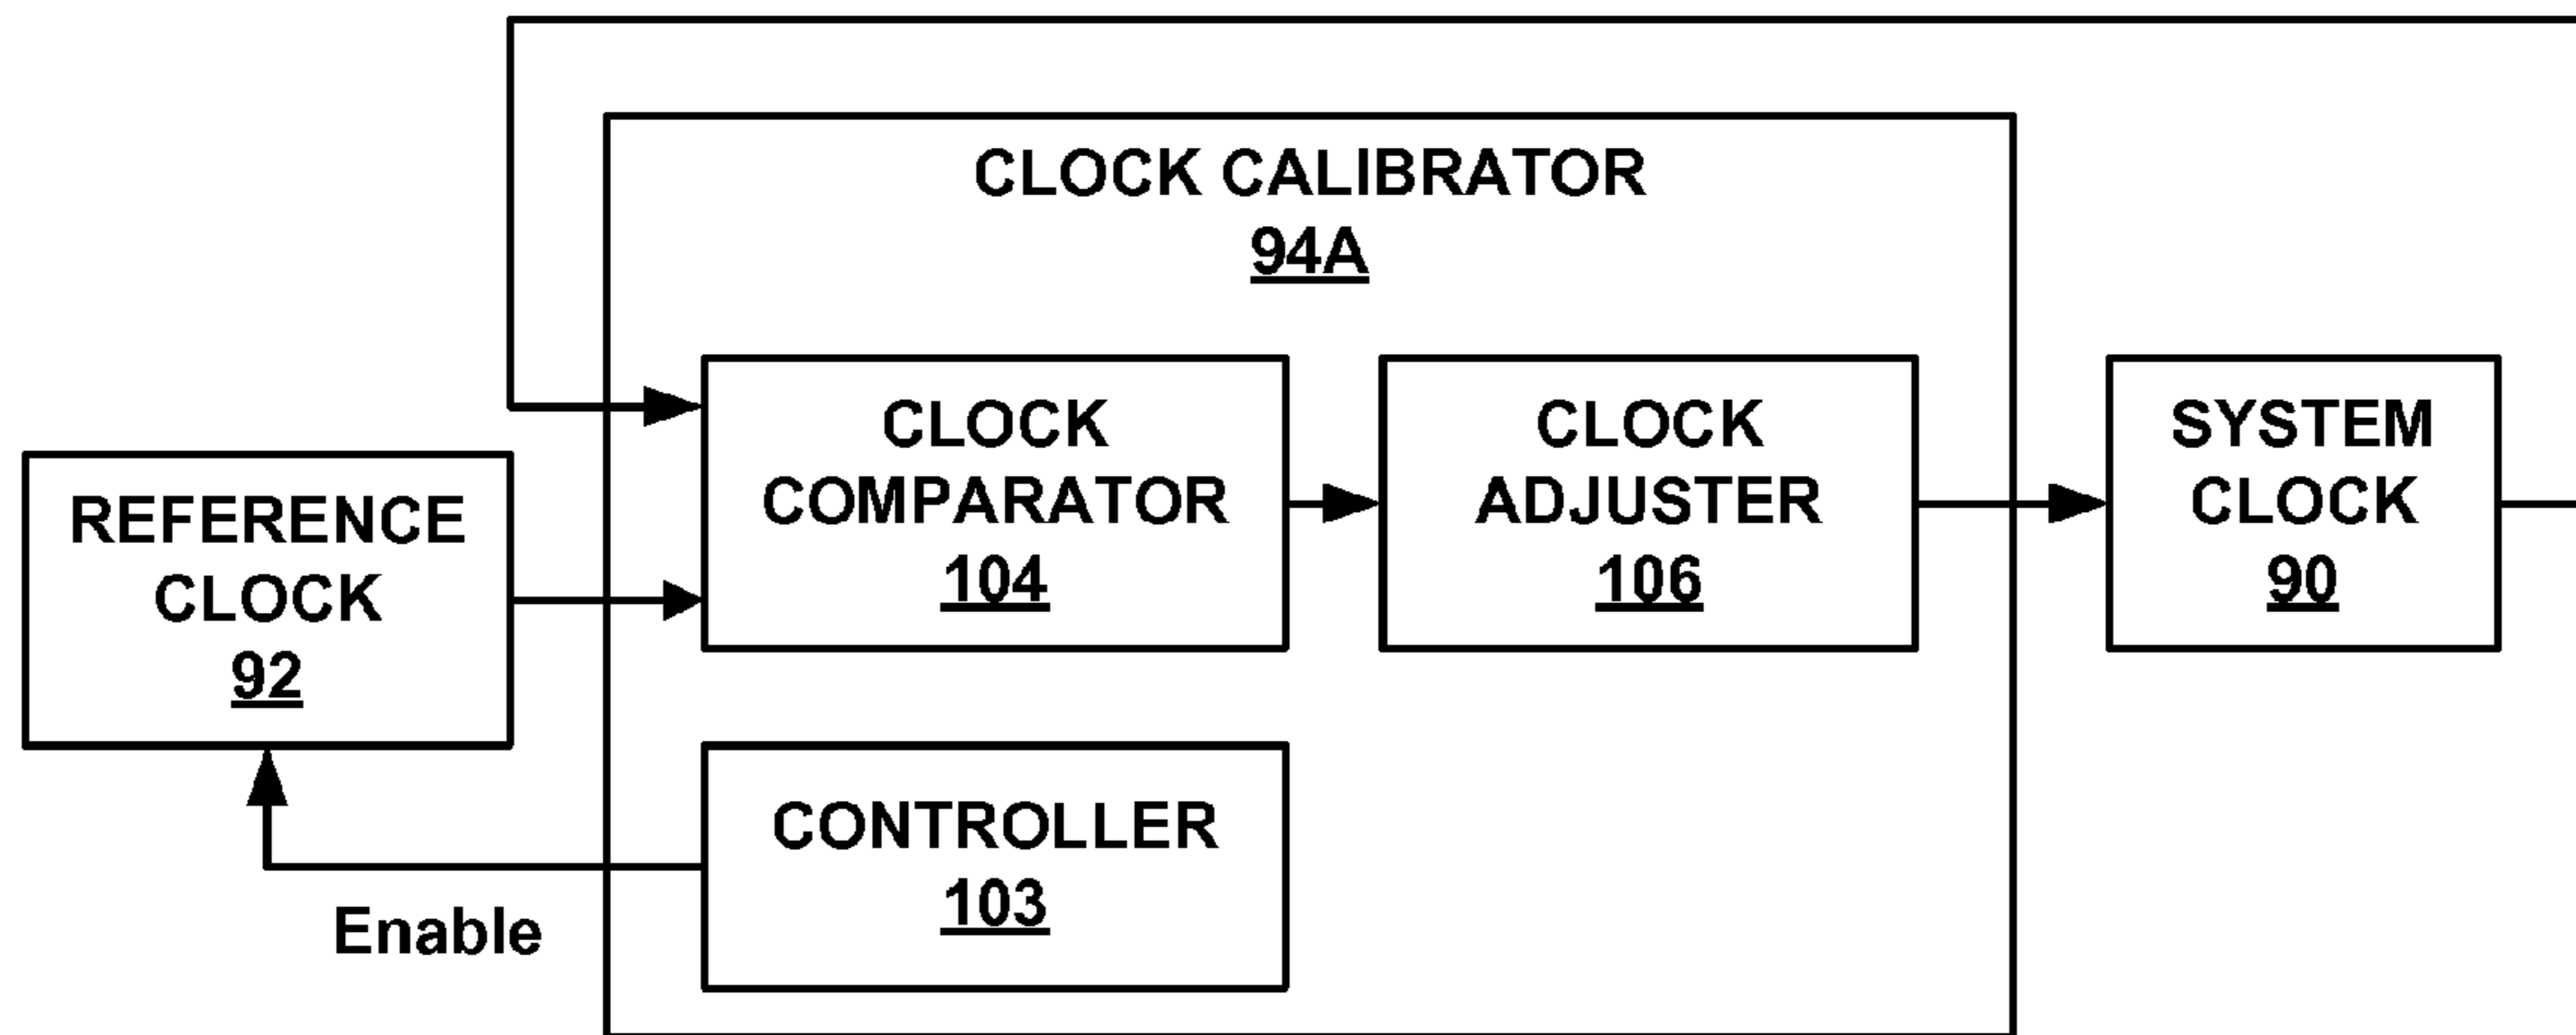 CLOCK CALIBRATOR
94A
REFERENCE
CLOCK
92
CLOCK
COMPARATOR
104
CLOCK
ADJUSTER
106
SYSTEM
CLOCK
90
CONTROLLER
103
Enable